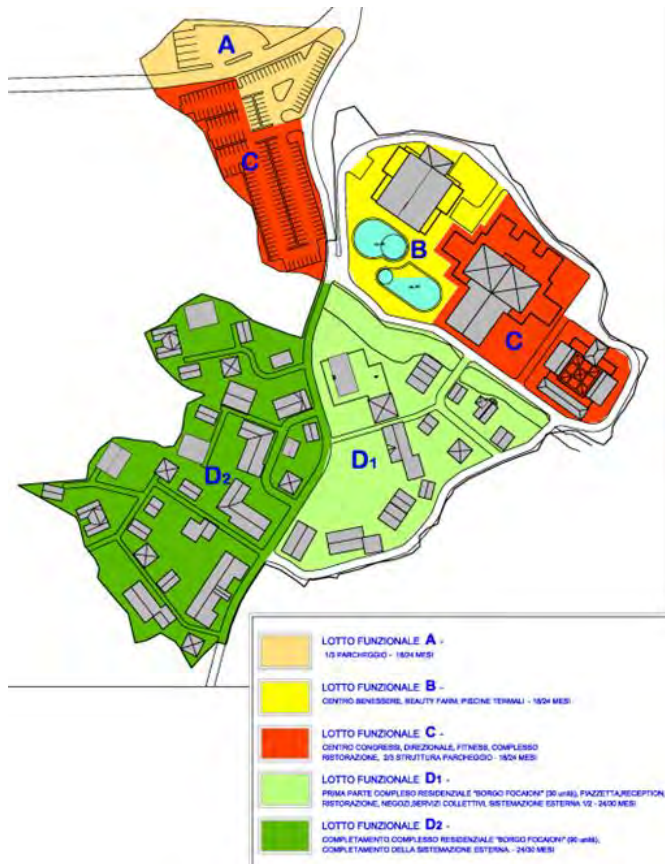 A
C
B
C
D1
D2
LOTTO FUNZIONALE A -
1/3 PARCHEGGIO - 18/24 MESI
LOTTO FUNZIONALE B -
CENTRO BENESSERE, BEAUTY FARM, PISCINE TERMALI - 18/24 MESI
LOTTO FUNZIONALE C -
CENTRO CONGRESSI, DIREZIONALE, FITNESS, COMPLESSO
RISTORAZIONE, 2/3 STRUTTURA PARCHEGGIO - 18/24 MESI
LOTTO FUNZIONALE D1 -
PRIMA PARTE COMPLESO RESIDENZIALE "BORGO FOCAIONI" (30 unità), PIAZZETTA,RECEPTION,
RISTORAZIONE, NEGOZI,SERVIZI COLLETTIVI, SISTEMAZIONE ESTERNA 1/2 - 24/30 MESI
LOTTO FUNZIONALE D2 -
COMPLETAMENTO COMPLESSO RESIDENZIALE "BORGO FOCAIONI" (90 unità),
COMPLETAMENTO DELLA SISTEMAZIONE ESTERNA - 24/30 MESI